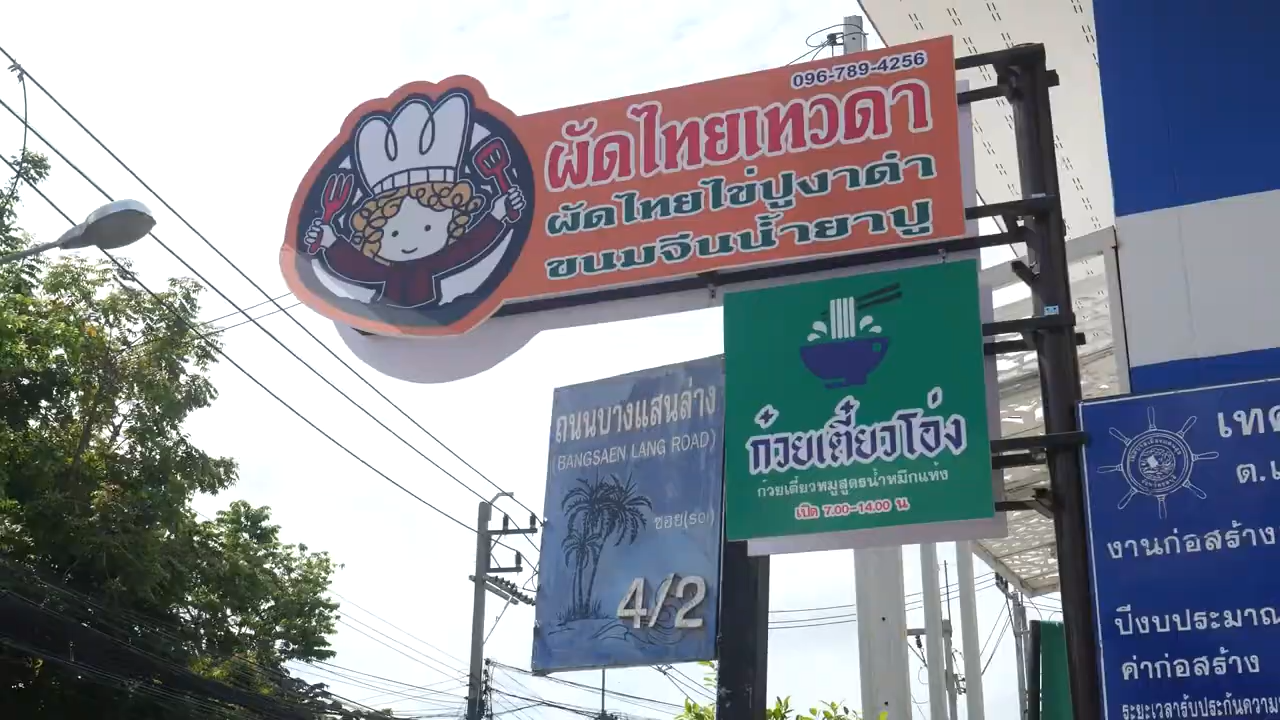 096-789-4256
ผัดไทยเทวดา
ผัดไทยไข่ปูงาดำ
ขนมจีนน้ำยาปู
ถนนบางแสนล่าง
(BANGSAEN LANG ROAD)
ซอย(soi)
4/2
ก๋วยเตี๋ยวโอ่ง
ก๋วยเตี๋ยวหมูสูตรน้ำหมึกแห้ง
เปิด 7.00-14.00 น
งานก่อสร้าง
ปีงบประมาณ
ค่าก่อสร้าง
ระยะเวลารับประกันความ